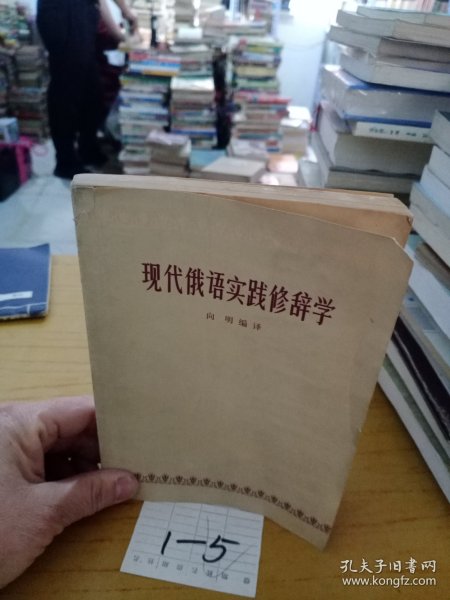 现代俄语实践修辞学
向 明 编 译
1-5
孔夫子旧书网
www.kongfz.com